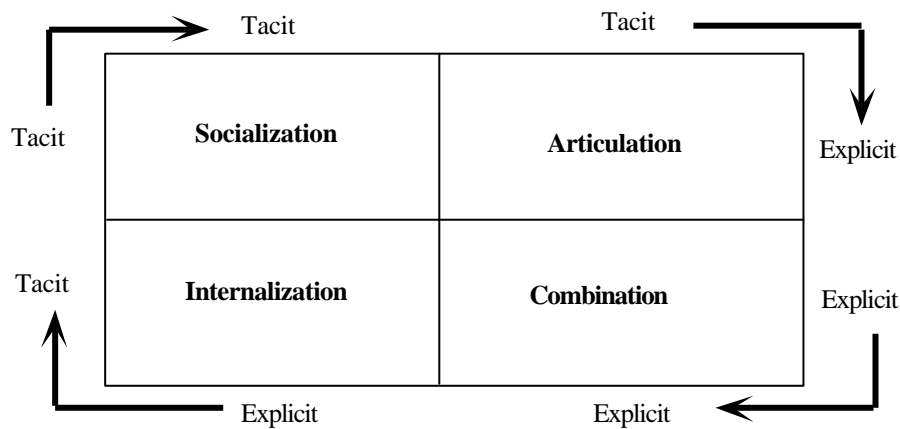 Tacit
Tacit
Tacit
Explicit
Socialization
Articulation
Tacit
Explicit
Internalization
Combination
Explicit
Explicit